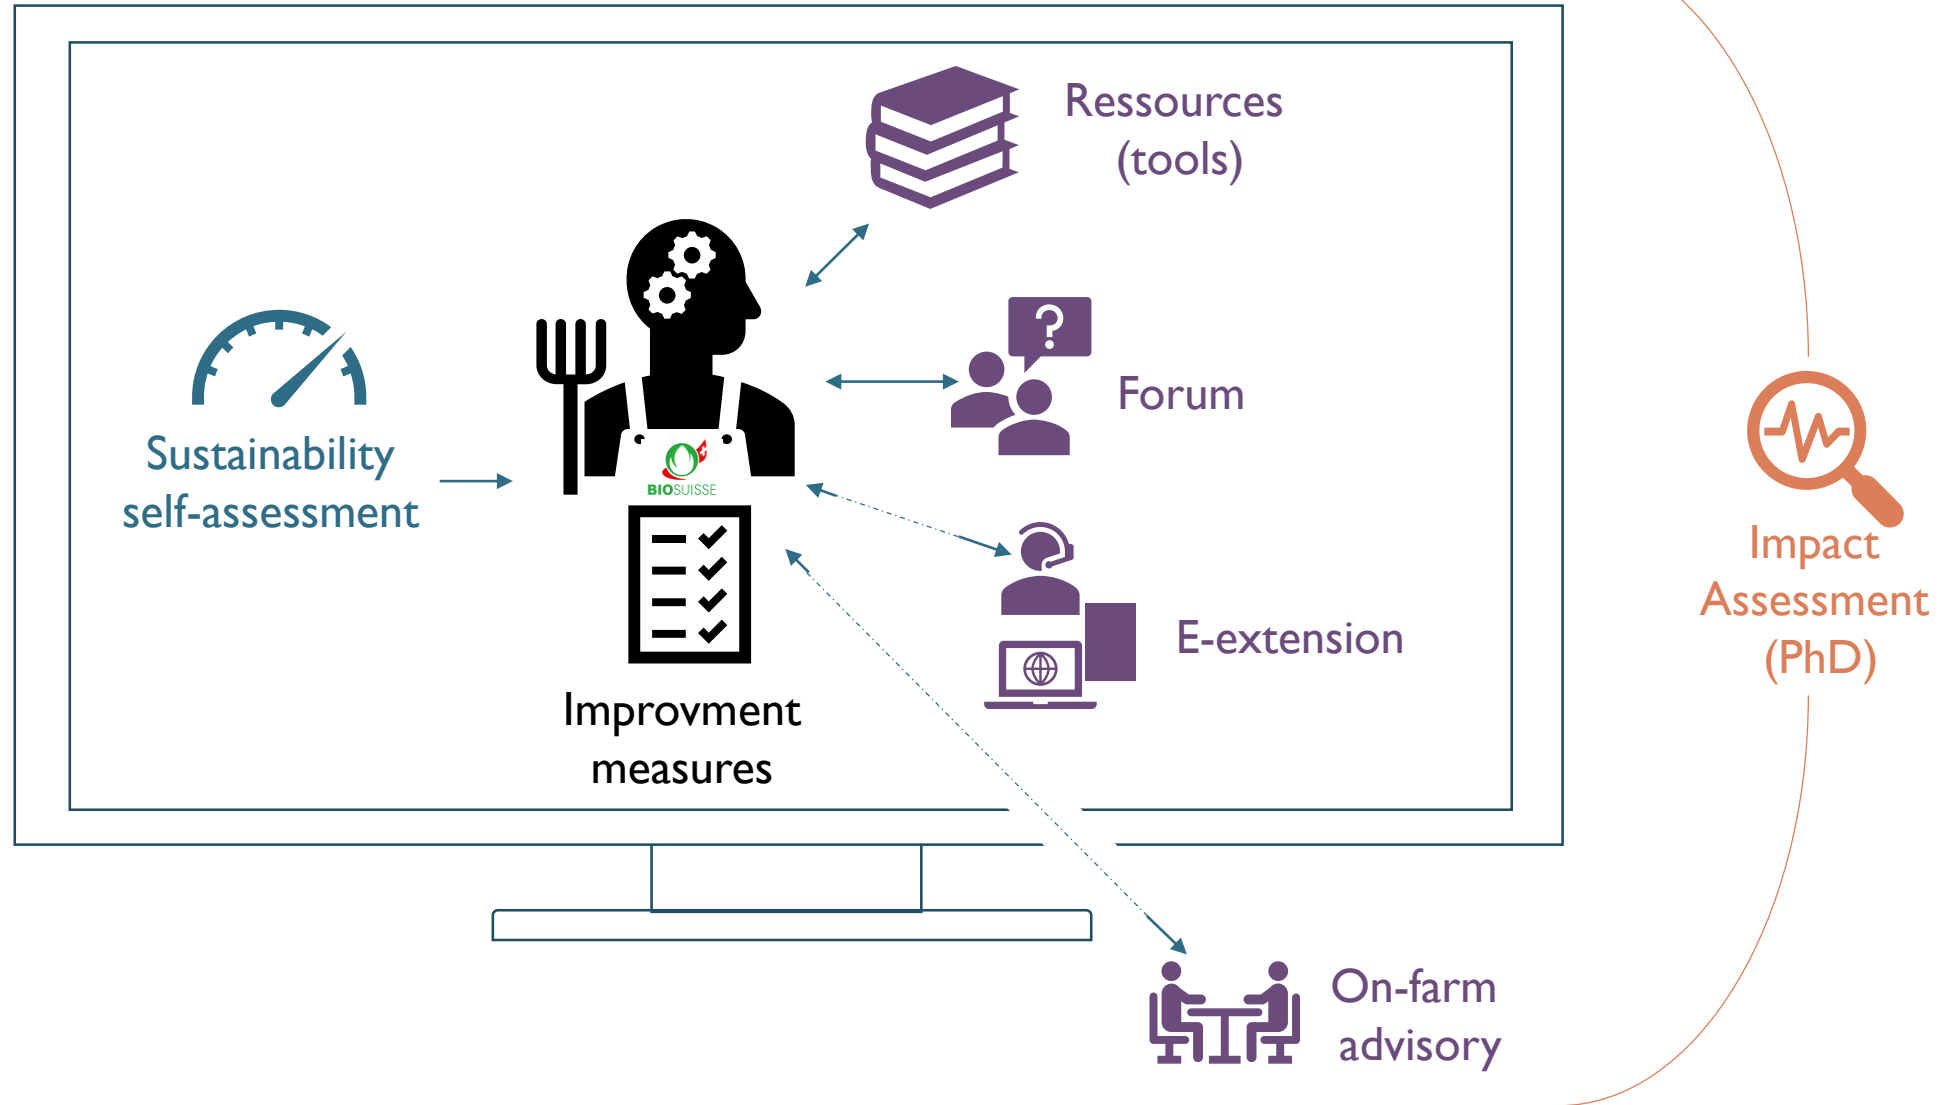 Ressources
(tools)
Forum
Sustainability
self-assessment
BIOSUISSE
E-extension
Improvment
measures
On-farm
advisory
Impact
Assessment
(PhD)
?